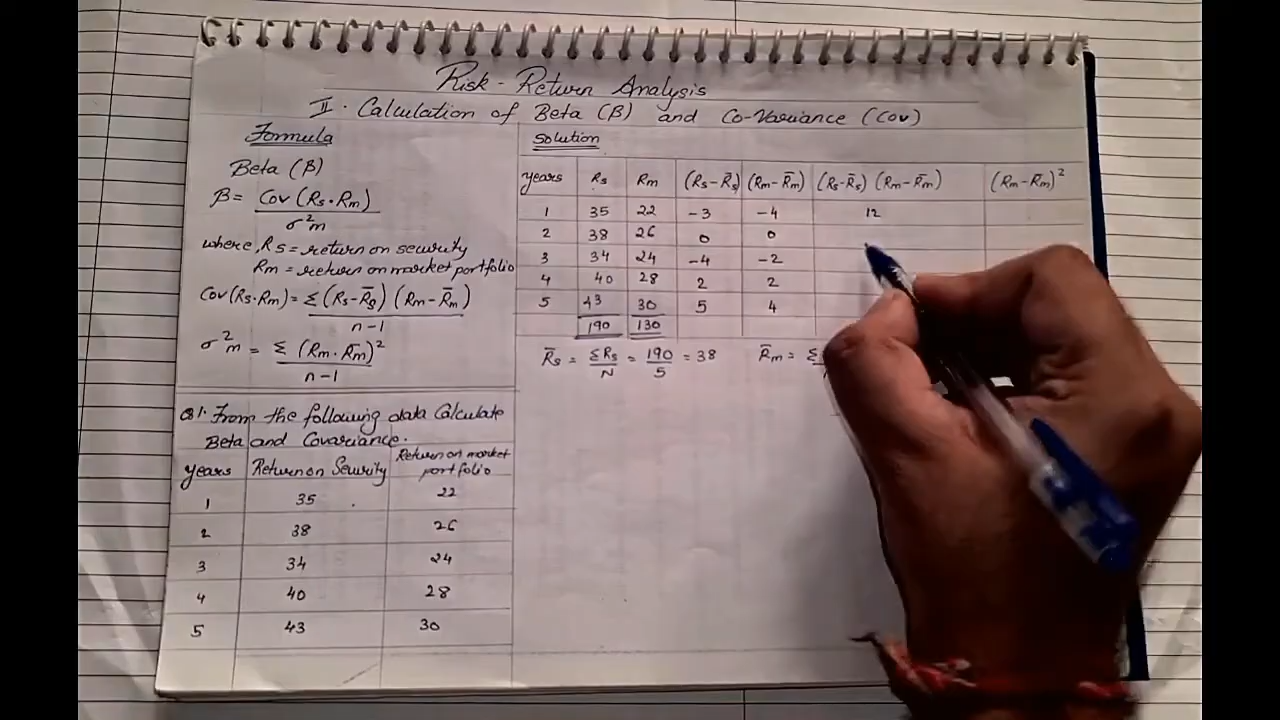 Risk-Return Analysis
II. Calculation of Beta (β) and Co-Variance (Cov)
Formula
Beta (β)
β = Cov (Rs·Rm)
σ²m
where, Rs = return on security
Rm = return on market portfolio
Cov (Rs·Rm) = Σ (Rs-R̄s) (Rm-R̄m)
n-1
σ²m = Σ (Rm·R̄m)²
n-1
Q1. From the following data Calculate
Beta and Covariance.
years Return on Security Return on market portfolio
1 35 22
2 38 26
3 34 24
4 40 28
5 43 30
Solution
years Rs Rm (Rs-R̄s) (Rm-R̄m) (Rs-R̄s) (Rm-R̄m) (Rm-R̄m)²
1 35 22 -3 -4 12
2 38 26 0 0
3 34 24 -4 -2
4 40 28 2 2
5 43 30 5 4
190 130
R̄s = ΣRs/N = 190/5 = 38 R̄m = Σ